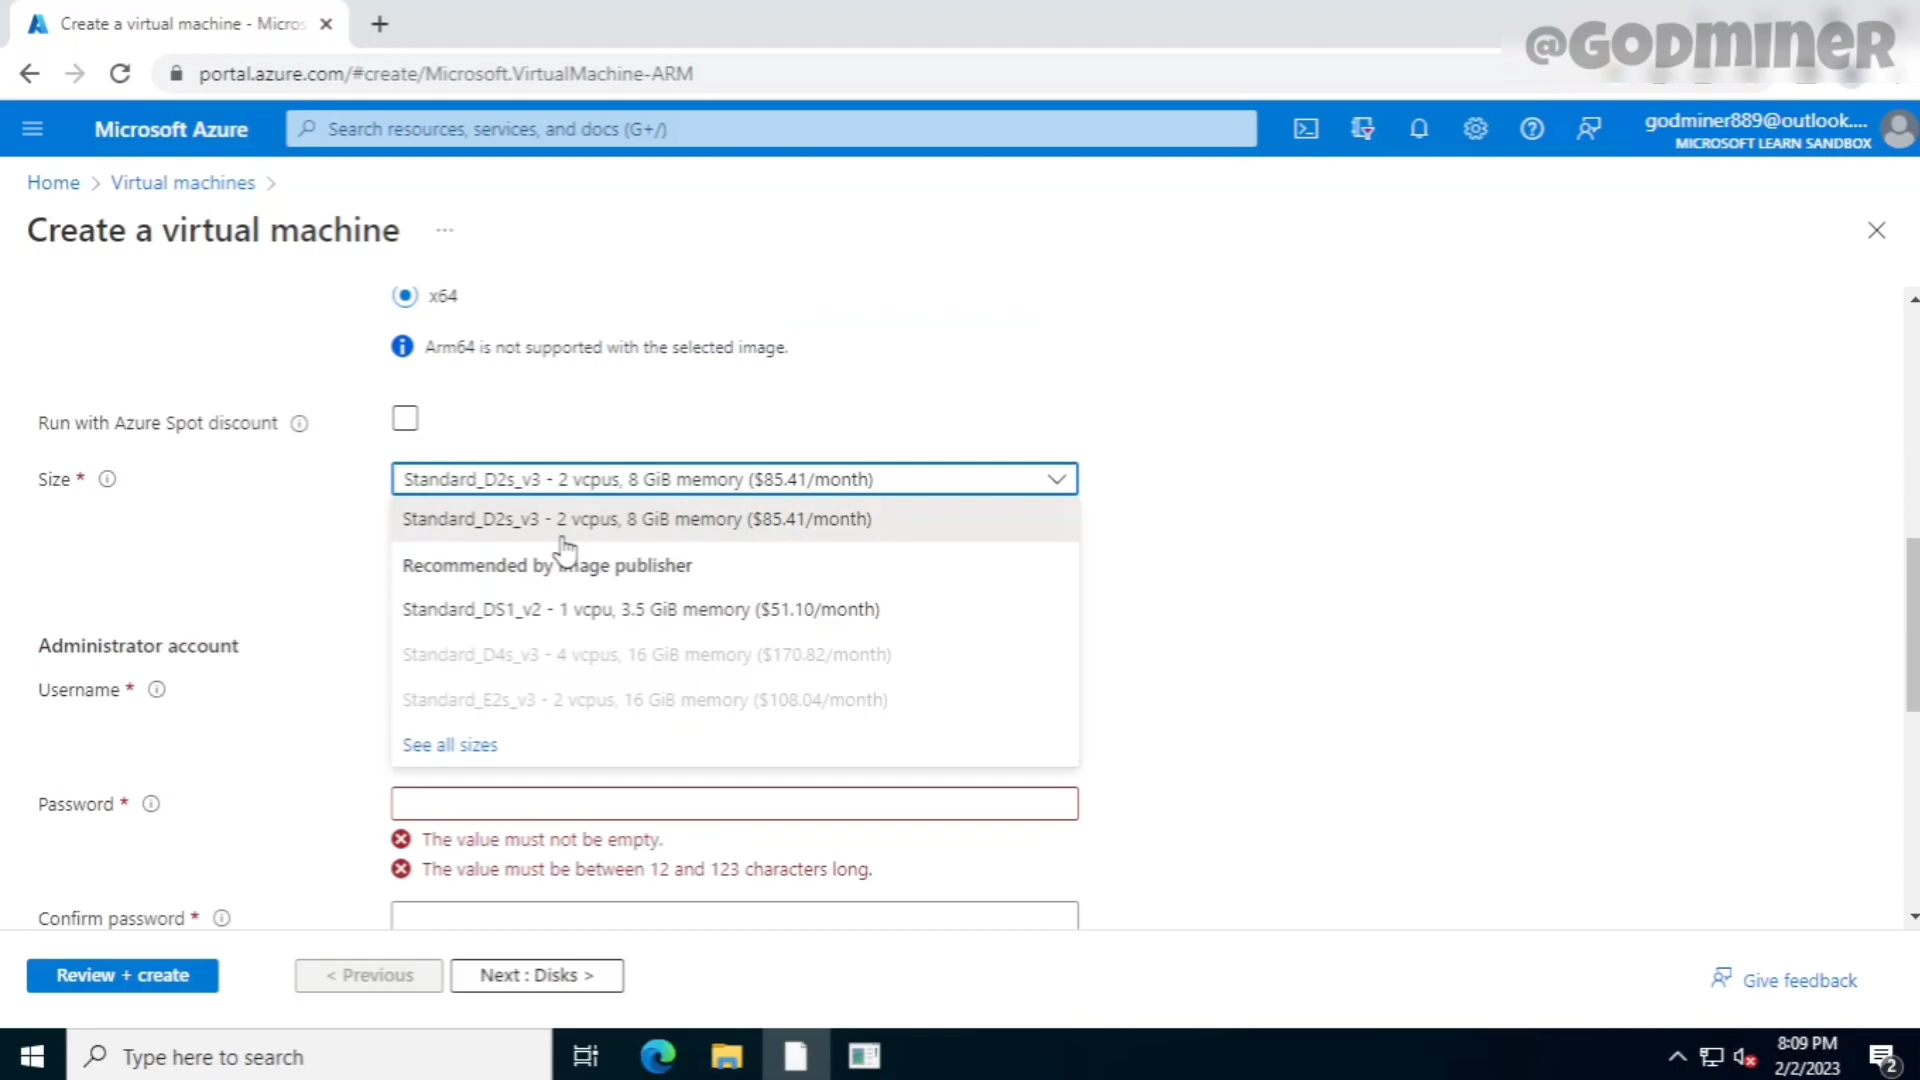 Create a virtual machine - Micros
@GODMINER
portal.azure.com/#create/Microsoft.VirtualMachine-ARM
Microsoft Azure
Search resources, services, and docs (G+/)
godminer889@outlook....
MICROSOFT LEARN SANDBOX
Home > Virtual machines >
Create a virtual machine ...
x64
Arm64 is not supported with the selected image.
Run with Azure Spot discount
Size *
Standard_D2s_v3 - 2 vcpus, 8 GiB memory ($85.41/month)
Standard_D2s_v3 - 2 vcpus, 8 GiB memory ($85.41/month)
Recommended by image publisher
Standard_DS1_v2 - 1 vcpu, 3.5 GiB memory ($51.10/month)
Standard_D4s_v3 - 4 vcpus, 16 GiB memory ($170.82/month)
Standard_E2s_v3 - 2 vcpus, 16 GiB memory ($108.04/month)
See all sizes
Administrator account
Username *
Password *
The value must not be empty.
The value must be between 12 and 123 characters long.
Confirm password *
Review + create
< Previous
Next : Disks >
Give feedback
Type here to search
8:09 PM
2/2/2023
2